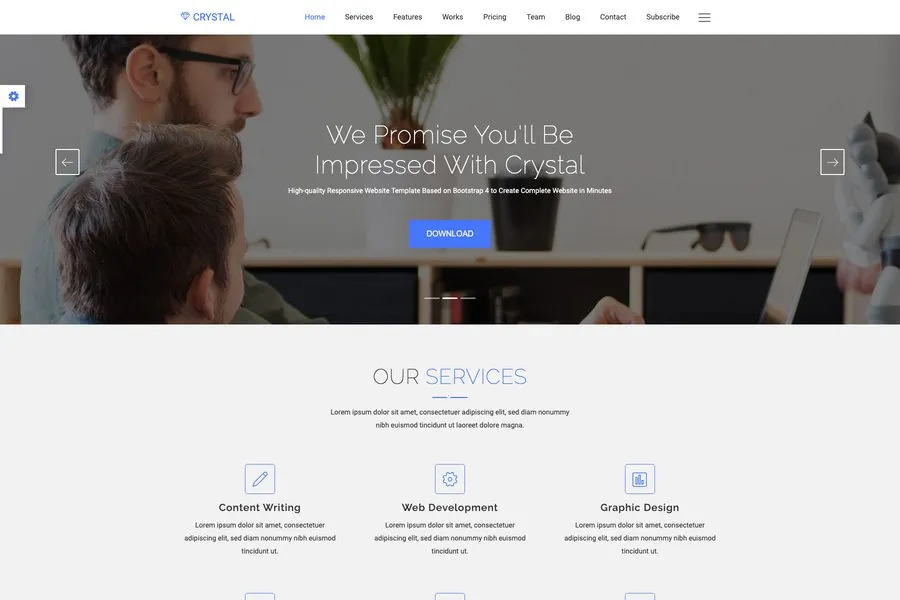 CRYSTAL
Home Services Features Works Pricing Team Blog Contact Subscribe
We Promise You'll Be
Impressed With Crystal
High-quality Responsive Website Template Based on Bootstrap 4 to Create Complete Website in Minutes
DOWNLOAD
OUR SERVICES
Lorem ipsum dolor sit amet, consectetuer adipiscing elit, sed diam nonummy
nibh euismod tincidunt ut laoreet dolore magna.
Content Writing
Lorem ipsum dolor sit amet, consectetuer
adipiscing elit, sed diam nonummy nibh euismod
tincidunt ut.
Web Development
Lorem ipsum dolor sit amet, consectetuer
adipiscing elit, sed diam nonummy nibh euismod
tincidunt ut.
Graphic Design
Lorem ipsum dolor sit amet, consectetuer
adipiscing elit, sed diam nonummy nibh euismod
tincidunt ut.